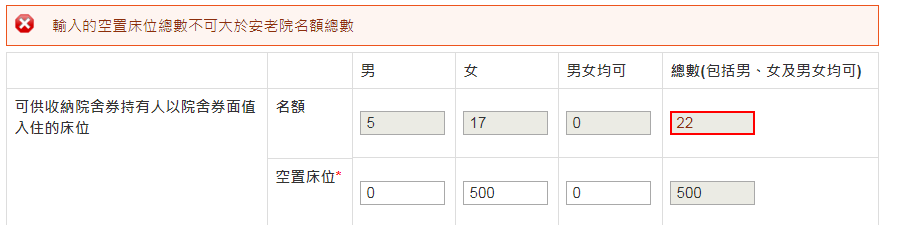 輸入的空置床位總數不可大於安老院名額總數
男 女 男女均可 總數(包括男、女及男女均可)
可供收納院舍券持有人以院舍券面值
入住的床位
名額
5 17 0 22
空置床位*
0 500 0 500